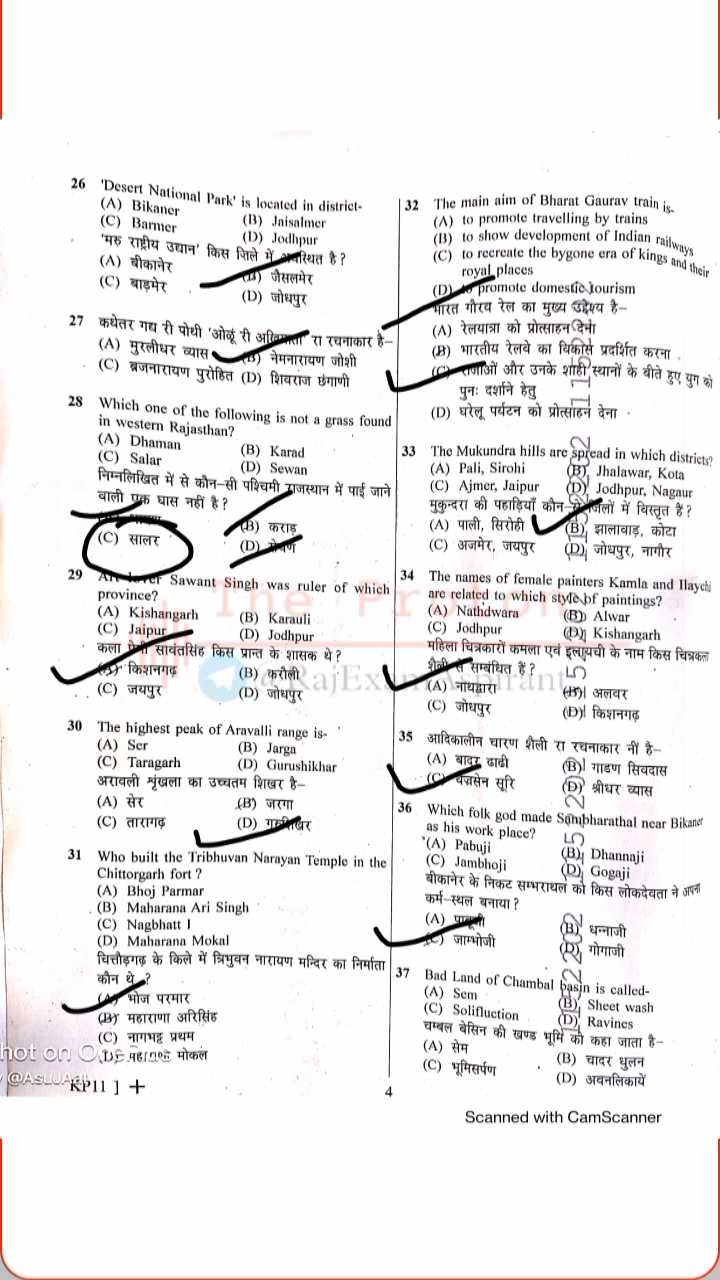 26 'Desert National Park' is located in district-
(A) Bikaner
(B) Jaisalmer
(C) Barmer
(D) Jodhpur
'मरु राष्ट्रीय उद्यान' किस जिले में अवस्थित है ?
(A) बीकानेर
(B) जैसलमेर
(C) बाड़मेर
(D) जोधपुर
27 कथेतर गद्य री पोथी 'ओळूं री रा रचनाकार है–
(A) मुरलीधर व्यास
(B) नेमनारायण जोशी
(C) ब्रजनारायण पुरोहित (D) शिवराज छंगाणी
28 Which one of the following is not a grass found
in western Rajasthan?
(A) Dhaman
(B) Karad
(C) Salar
(D) Sewan
निम्नलिखित में से कौन-सी पश्चिमी राजस्थान में पाई जाने
वाली एक घास नहीं है ?
(B) कराड़
(C) सालर
(D) सेवण
29 Art lover Sawant Singh was ruler of which
province?
(A) Kishangarh
(B) Karauli
(C) Jaipur
(D) Jodhpur
कला प्रेमी सावंतसिंह किस प्रान्त के शासक थे ?
(A) किशनगढ़
(B) करौली
(C) जयपुर
(D) जोधपुर
30 The highest peak of Aravalli range is-
(A) Ser
(B) Jarga
(C) Taragarh
(D) Gurushikhar
अरावली शृंखला का उच्चतम शिखर है–
(A) सेर
(B) जरगा
(C) तारागढ़
(D) गुरुशिखर
31 Who built the Tribhuvan Narayan Temple in the
Chittorgarh fort ?
(A) Bhoj Parmar
(B) Maharana Ari Singh
(C) Nagbhatt I
(D) Maharana Mokal
चित्तौड़गढ़ के किले में त्रिभुवन नारायण मन्दिर का निर्माता
कौन थे ?
(A) भोज परमार
(B) महाराणा अरिसिंह
(C) नागभट्ट प्रथम
(D) महाराणा मोकल
KP11 ] +
32 The main aim of Bharat Gaurav train is-
(A) to promote travelling by trains
(B) to show development of Indian railways
(C) to recreate the bygone era of kings and their
royal places
(D) to promote domestic tourism
भारत गौरव रेल का मुख्य उद्देश्य है–
(A) रेलयात्रा को प्रोत्साहन देना
(B) भारतीय रेलवे का विकास प्रदर्शित करना
(C) राजाओं और उनके शाही स्थानों के बीते हुए युग को
पुनः दर्शाने हेतु
(D) घरेलू पर्यटन को प्रोत्साहन देना
33 The Mukundra hills are spread in which districts?
(A) Pali, Sirohi
(B) Jhalawar, Kota
(C) Ajmer, Jaipur
(D) Jodhpur, Nagaur
मुकुन्दरा की पहाड़ियाँ कौन-से जिलों में विस्तृत हैं ?
(A) पाली, सिरोही
(B) झालावाड़, कोटा
(C) अजमेर, जयपुर
(D) जोधपुर, नागौर
34 The names of female painters Kamla and Ilaychi
are related to which style of paintings?
(A) Nathdwara
(B) Alwar
(C) Jodhpur
(D) Kishangarh
महिला चित्रकारों कमला एवं इलायची के नाम किस चित्रकला
शैली से सम्बंधित हैं ?
(A) नाथद्वारा
(B) अलवर
(C) जोधपुर
(D) किशनगढ़
35 आदिकालीन चारण शैली रा रचनाकार नीं है–
(A) बादर ढाढी
(B) गाडण सिवदास
(C) वज्रसेन सूरि
(D) श्रीधर व्यास
36 Which folk god made Sambharathal near Bikaner
as his work place?
(A) Pabuji
(B) Dhannaji
(C) Jambhoji
(D) Gogaji
बीकानेर के निकट सम्भराथल को किस लोकदेवता ने अपना
कर्म-स्थल बनाया ?
(A) पाबूजी
(B) धन्नाजी
(C) जाम्भोजी
(D) गोगाजी
37 Bad Land of Chambal basin is called-
(A) Sem
(B) Sheet wash
(C) Solifluction
(D) Ravines
चम्बल बेसिन की खण्ड भूमि को कहा जाता है–
(A) सेम
(B) चादर धुलन
(C) भूमिसर्पण
(D) अवनलिकायें
4
The
@RajExamAspirant
hot on
Scanned with CamScanner